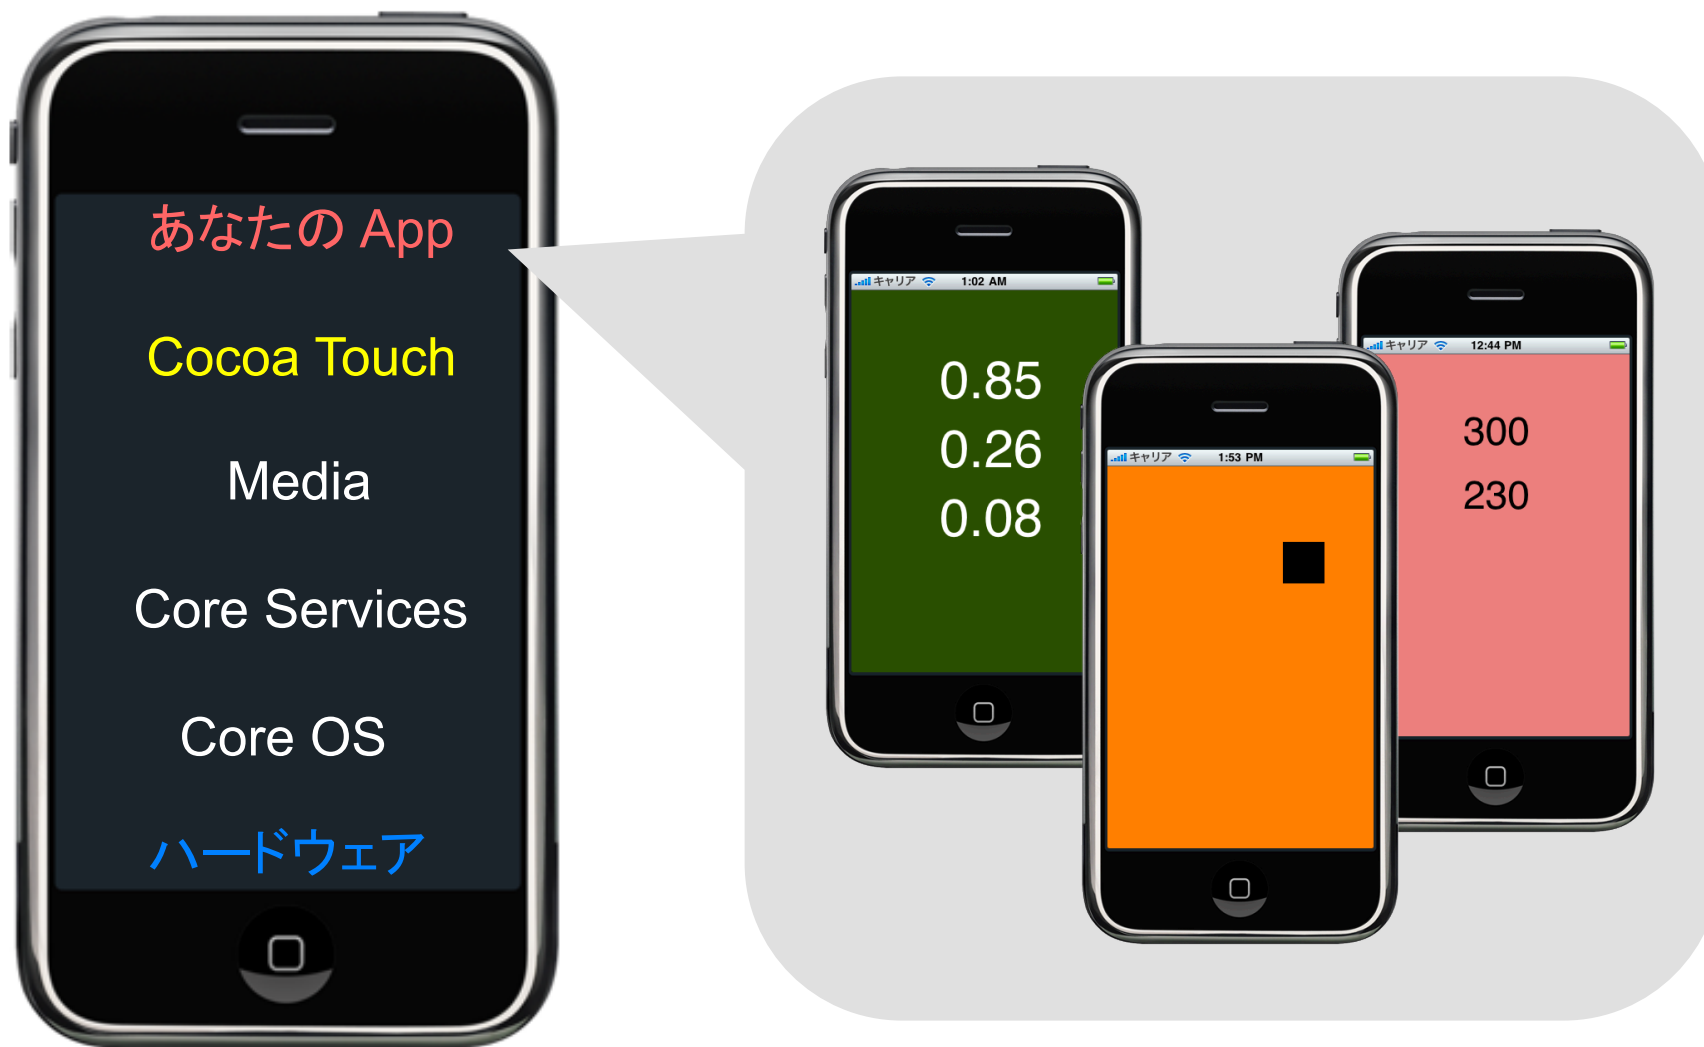 あなたの App
Cocoa Touch
Media
Core Services
Core OS
ハードウェア
キャリア 1:02 AM
0.85
0.26
0.08
キャリア 1:53 PM
キャリア 12:44 PM
300
230